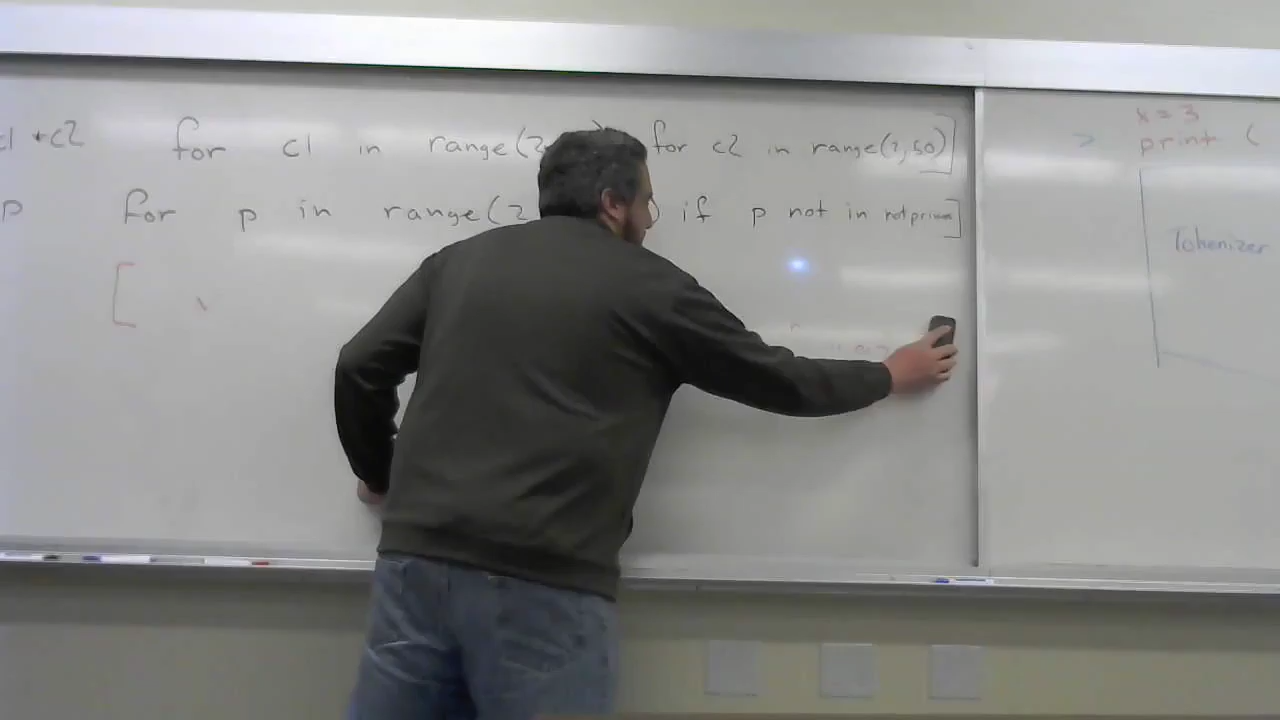 c1 *c2 for c1 in range(2, for c2 in range(2,50)]
p for p in range(2, ) if p not in notprimes]
[
x = 3
> print (
Tokenizer